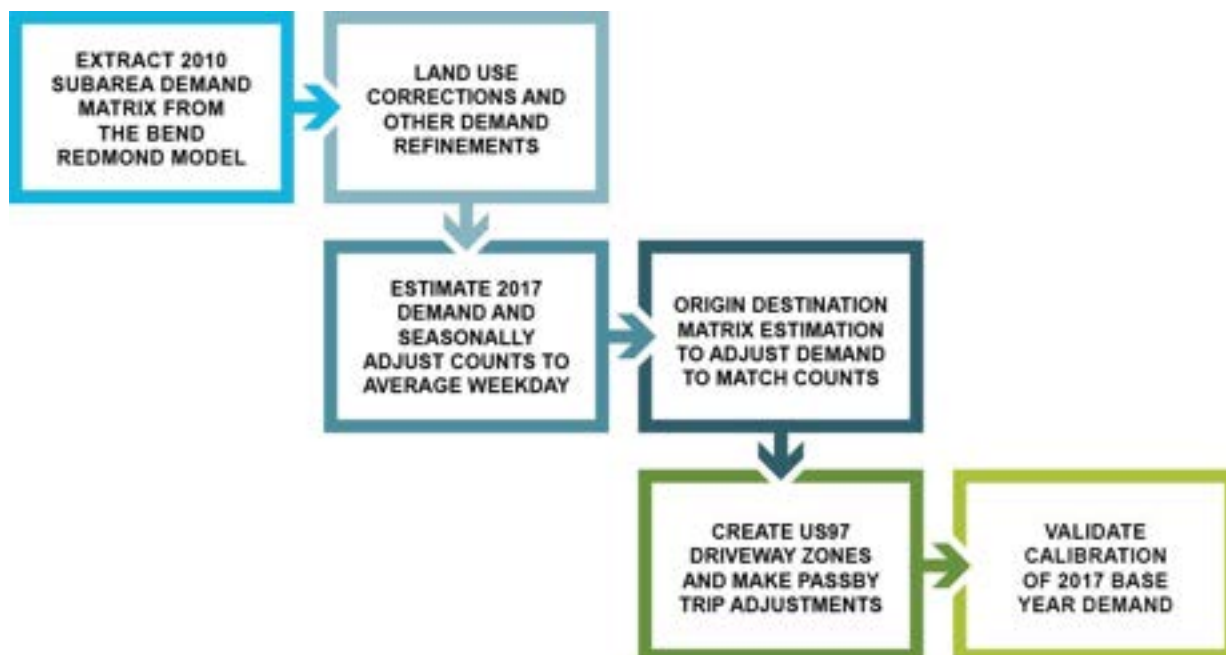 EXTRACT 2010
SUBAREA DEMAND
MATRIX FROM
THE BEND
REDMOND MODEL
LAND USE
CORRECTIONS AND
OTHER DEMAND
REFINEMENTS
ESTIMATE 2017
DEMAND AND
SEASONALLY
ADJUST COUNTS TO
AVERAGE WEEKDAY
ORIGIN DESTINATION
MATRIX ESTIMATION
TO ADJUST DEMAND
TO MATCH COUNTS
CREATE US97
DRIVEWAY ZONES
AND MAKE PASSBY
TRIP ADJUSTMENTS
VALIDATE
CALIBRATION
OF 2017 BASE
YEAR DEMAND